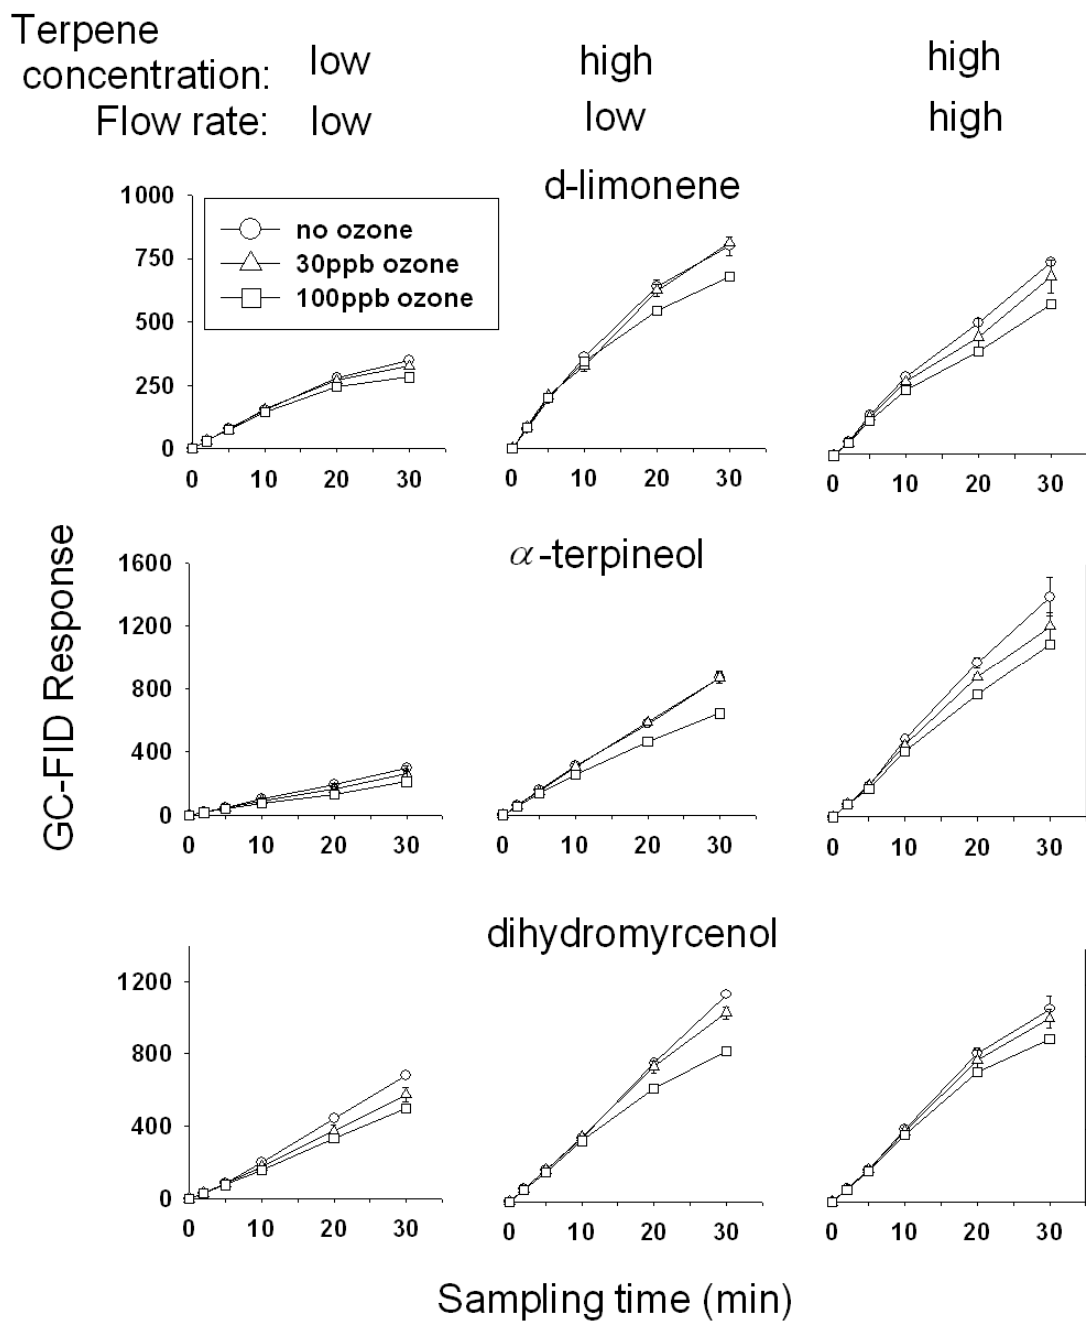 Terpene
concentration: low high high
Flow rate: low low high
d-limonene
1000
750
500
250
0
no ozone
30ppb ozone
100ppb ozone
0 10 20 30 0 10 20 30 0 10 20 30
GC-FID Response
α-terpineol
1600
1200
800
400
0
0 10 20 30 0 10 20 30 0 10 20 30
dihydromyrcenol
1200
800
400
0
0 10 20 30 0 10 20 30 0 10 20 30
Sampling time (min)